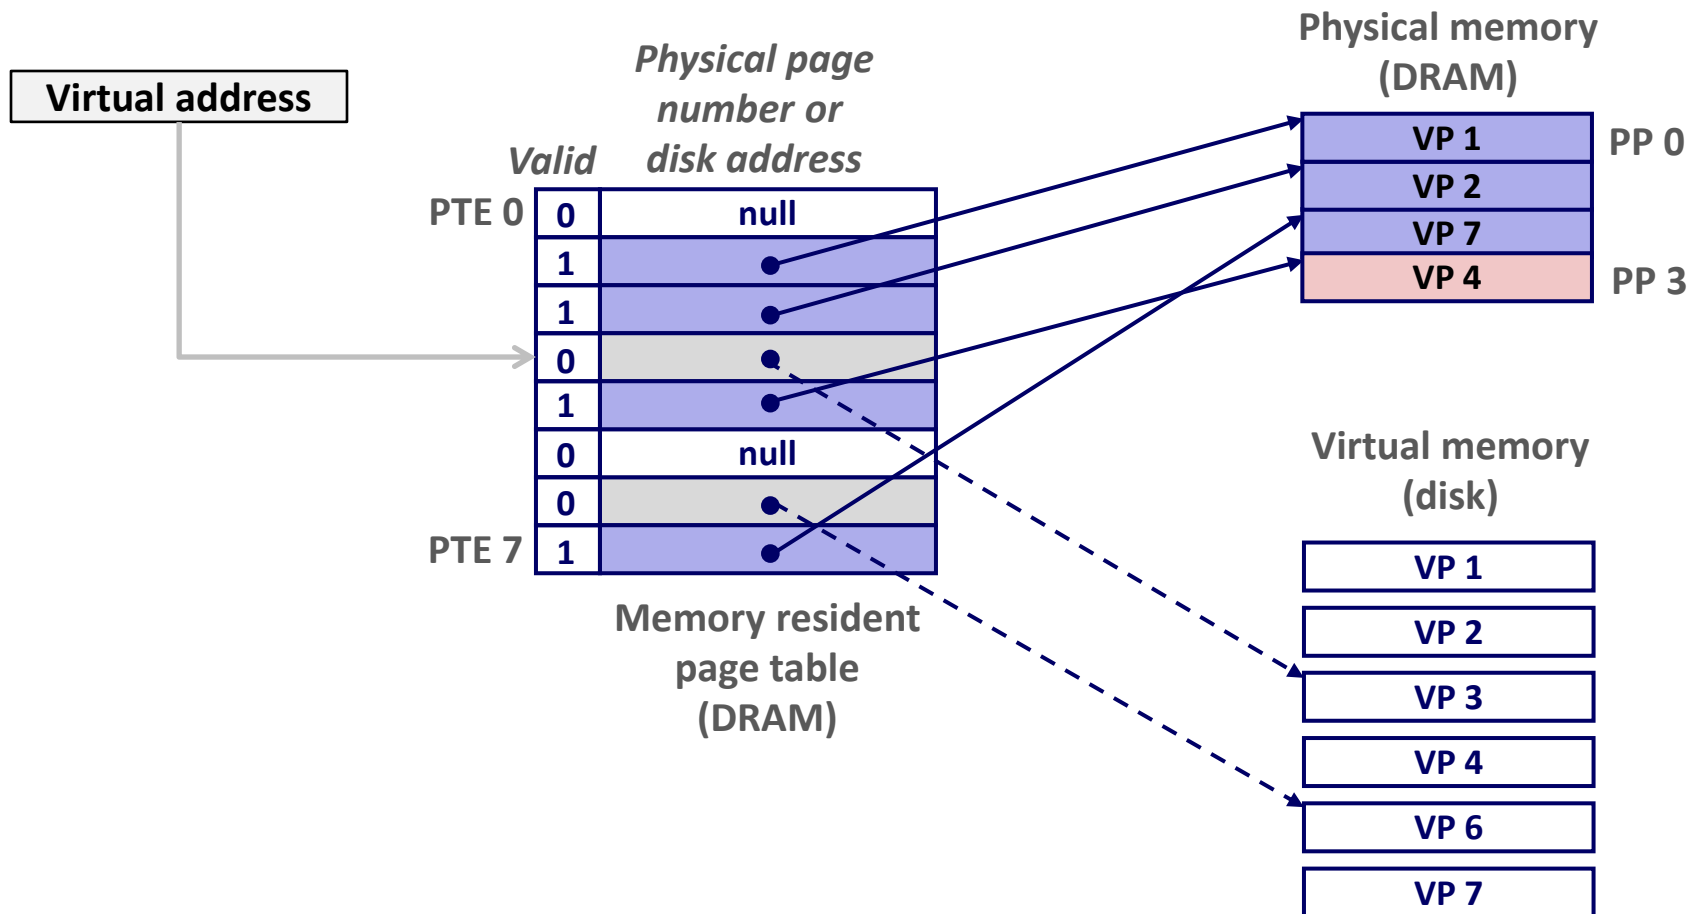 Virtual address
Physical page
number or
disk address
Valid
PTE 0
0
null
1
1
0
1
0
null
0
PTE 7
1
Memory resident
page table
(DRAM)
Physical memory
(DRAM)
VP 1
PP 0
VP 2
VP 7
VP 4
PP 3
Virtual memory
(disk)
VP 1
VP 2
VP 3
VP 4
VP 6
VP 7